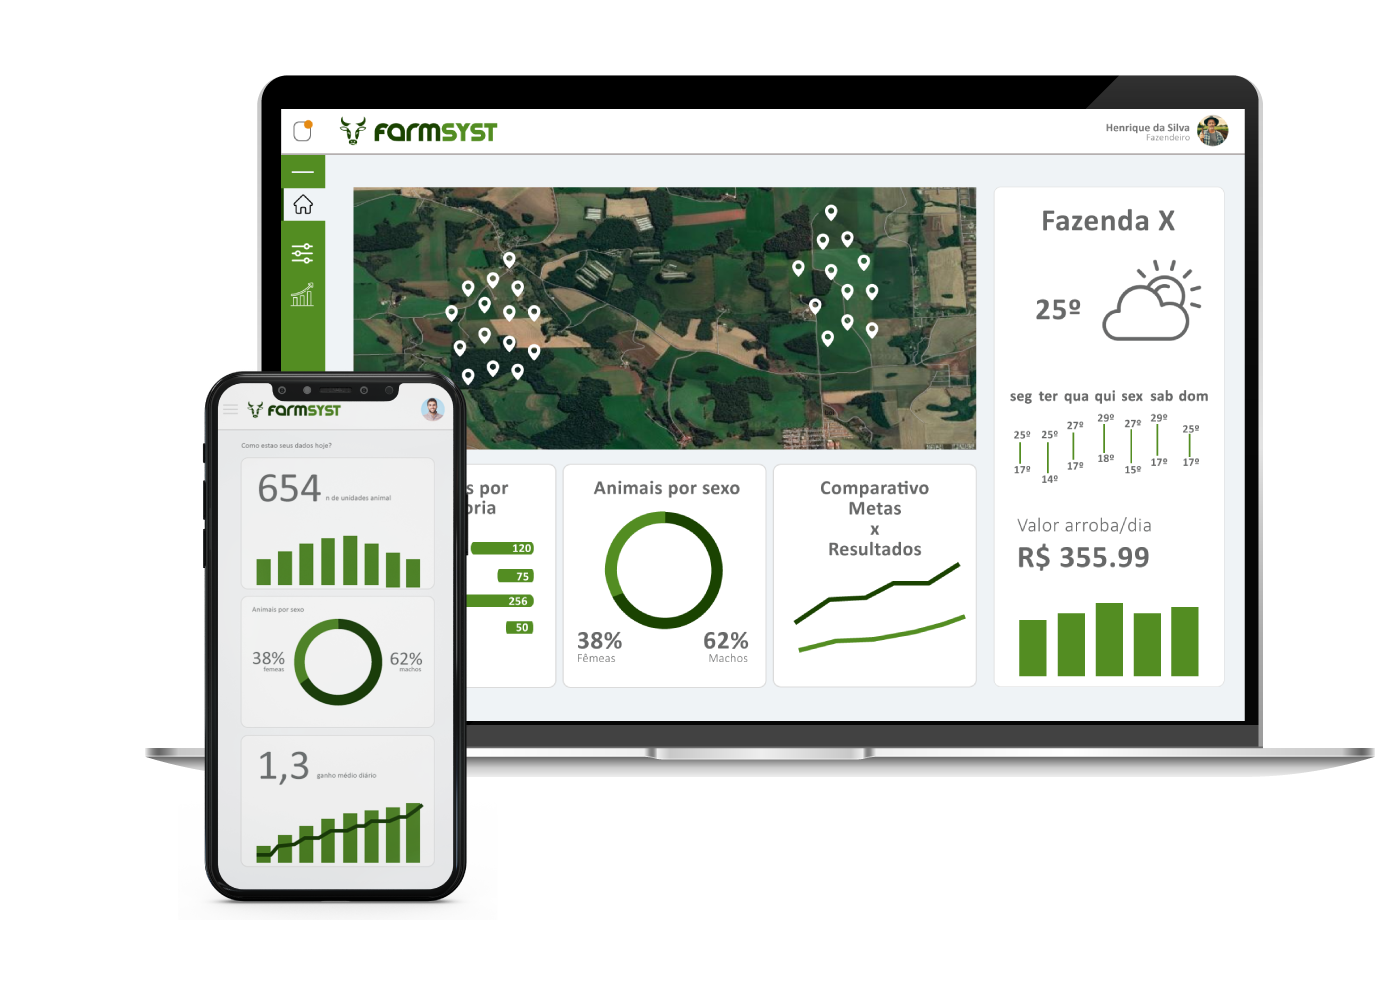 FARMSYST
Henrique da Silva
Fazendeiro
Fazenda X
25º
seg ter qua qui sex sab dom
25º 25º 27º 29º 27º 29º 25º
17º 14º 17º 18º 15º 17º 17º
Valor arroba/dia
R$ 355.99
s por
oria
120
75
256
50
Animais por sexo
38%
Fêmeas
62%
Machos
Comparativo
Metas
x
Resultados
FARMSYST
Como estao seus dados hoje?
654 n de unidades animal
Animais por sexo
38%
femeas
62%
machos
1,3 ganho médio diário